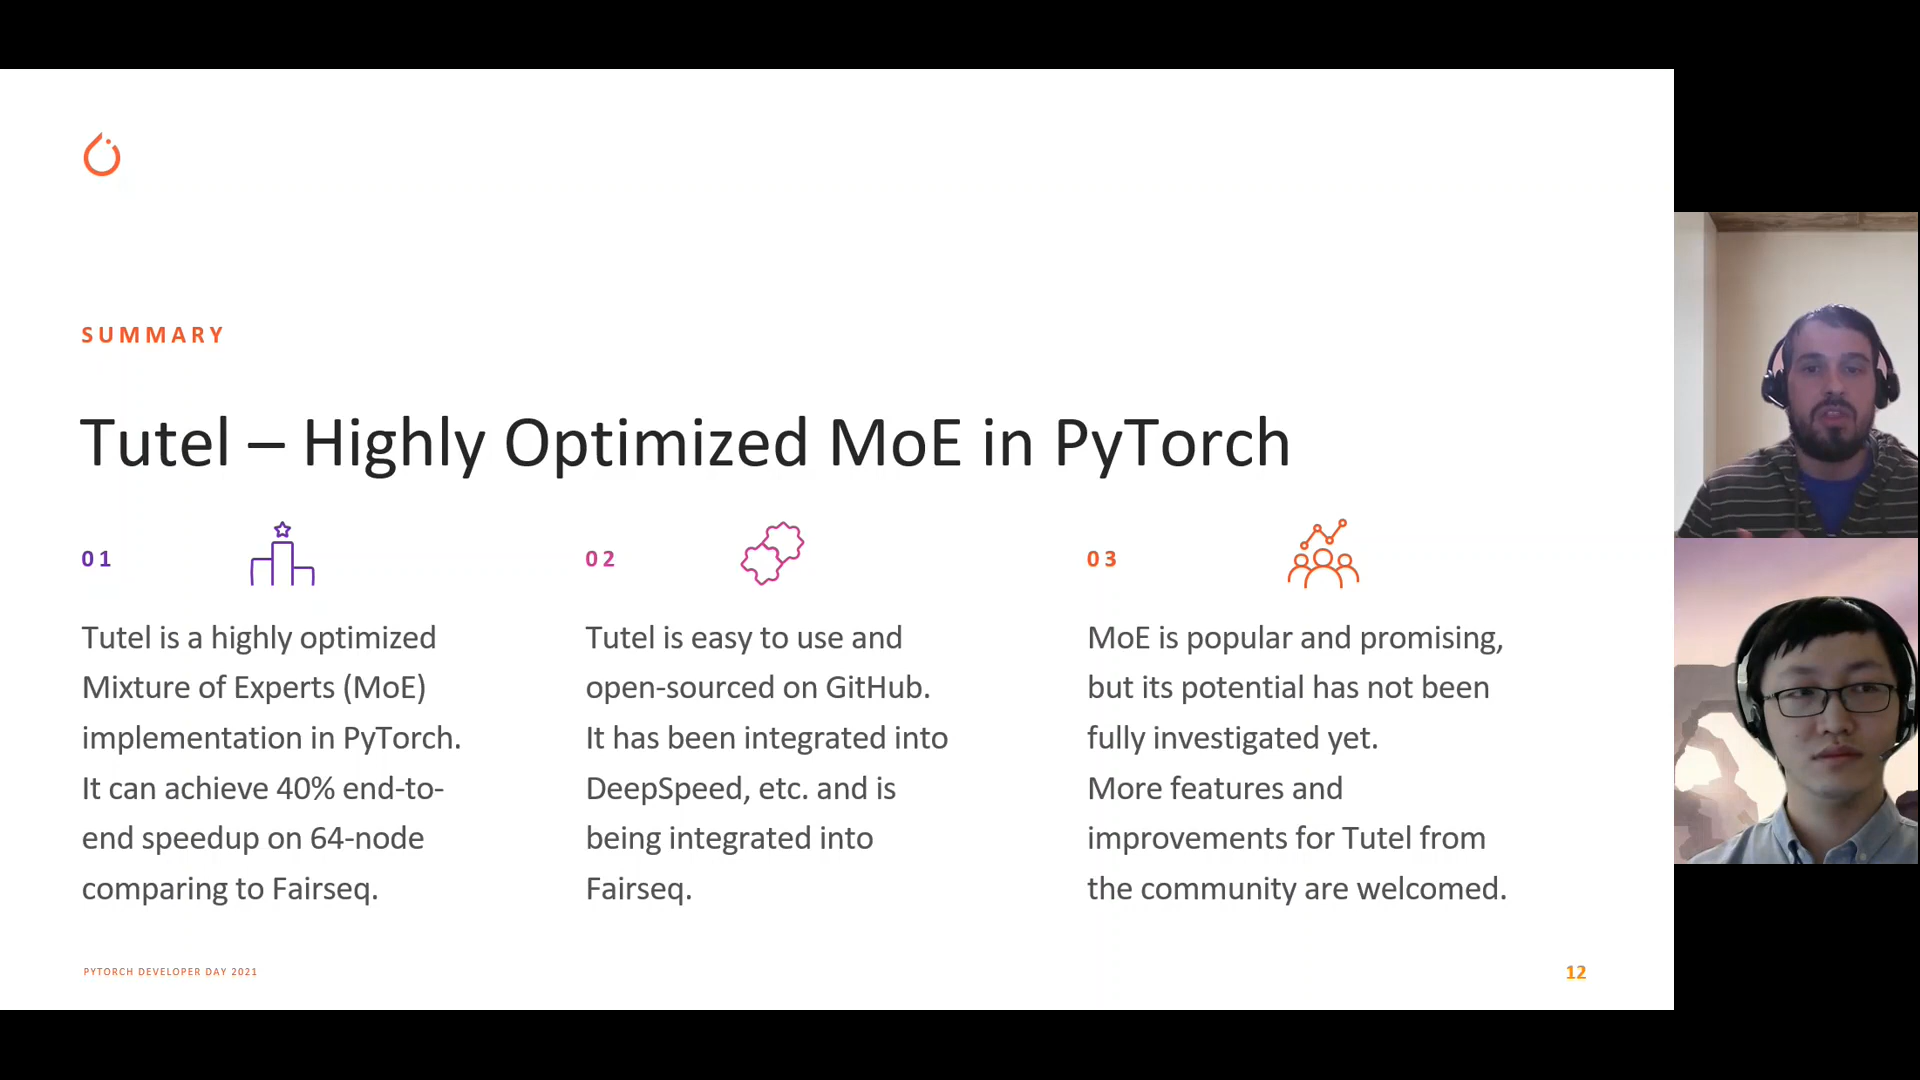 SUMMARY
Tutel – Highly Optimized MoE in PyTorch
01
Tutel is a highly optimized
Mixture of Experts (MoE)
implementation in PyTorch.
It can achieve 40% end-to-
end speedup on 64-node
comparing to Fairseq.
02
Tutel is easy to use and
open-sourced on GitHub.
It has been integrated into
DeepSpeed, etc. and is
being integrated into
Fairseq.
03
MoE is popular and promising,
but its potential has not been
fully investigated yet.
More features and
improvements for Tutel from
the community are welcomed.
PYTORCH DEVELOPER DAY 2021
12